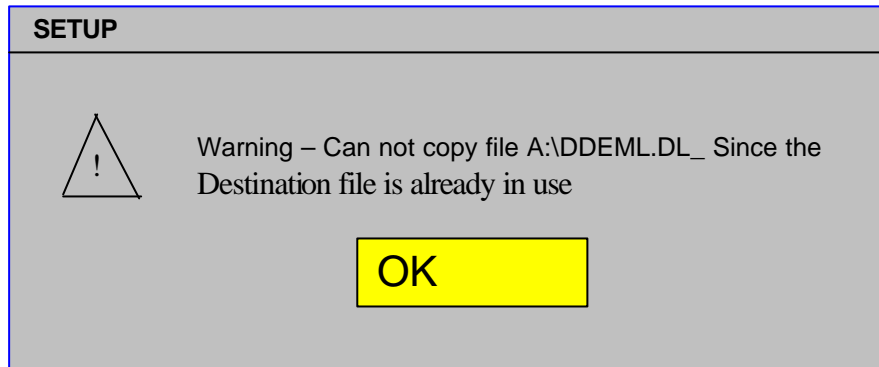 SETUP
!
Warning – Can not copy file A:\DDEML.DL_ Since the
Destination file is already in use
OK